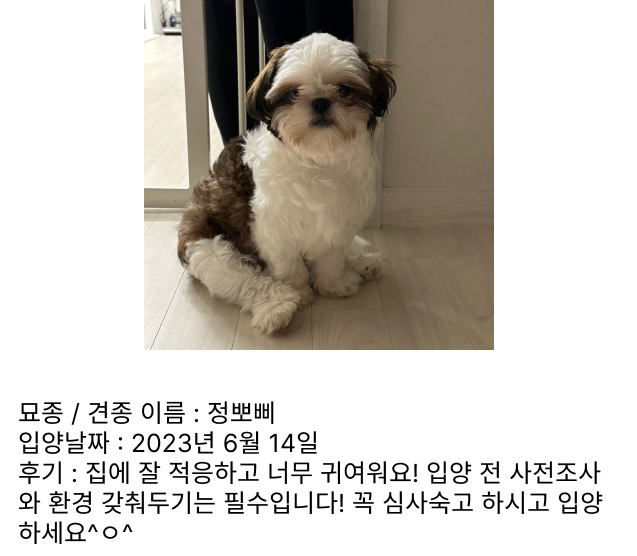 묘종 / 견종 이름 : 정뽀삐
입양날짜 : 2023년 6월 14일
후기 : 집에 잘 적응하고 너무 귀여워요! 입양 전 사전조사
와 환경 갖춰두기는 필수입니다! 꼭 심사숙고 하시고 입양
하세요^ㅇ^